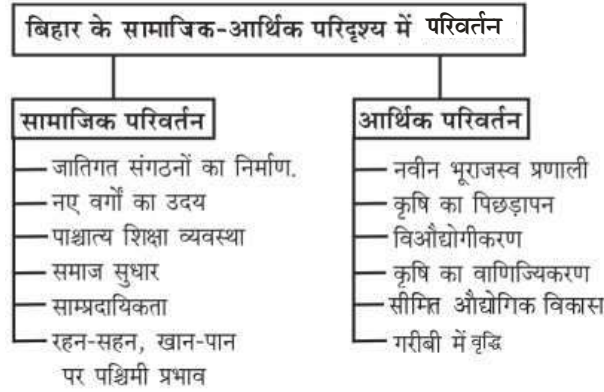 बिहार के सामाजिक-आर्थिक परिदृश्य में परिवर्तन
सामाजिक परिवर्तन
जातिगत संगठनों का निर्माण.
नए वर्गों का उदय
पाश्चात्य शिक्षा व्यवस्था
समाज सुधार
साम्प्रदायिकता
रहन-सहन, खान-पान
पर पश्चिमी प्रभाव
आर्थिक परिवर्तन
नवीन भूराजस्व प्रणाली
कृषि का पिछड़ापन
विऔद्योगीकरण
कृषि का वाणिज्यिकरण
सीमित औद्योगिक विकास
गरीबी में वृद्धि